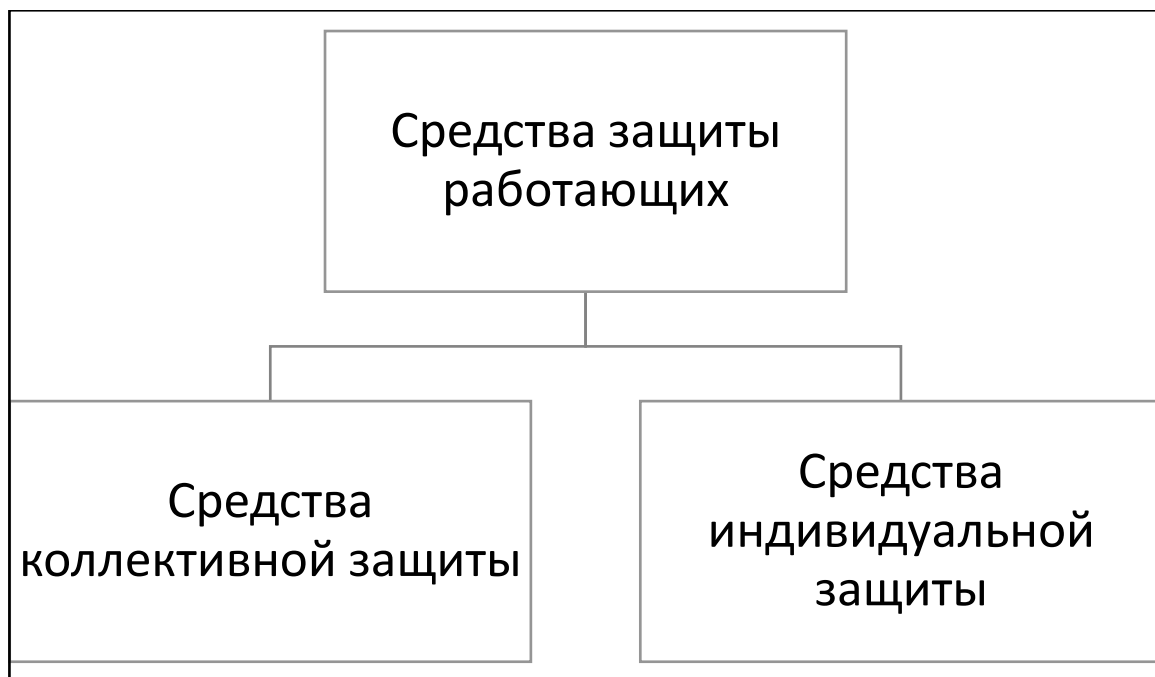 Средства защиты
работающих
Средства
коллективной защиты
Средства
индивидуальной
защиты